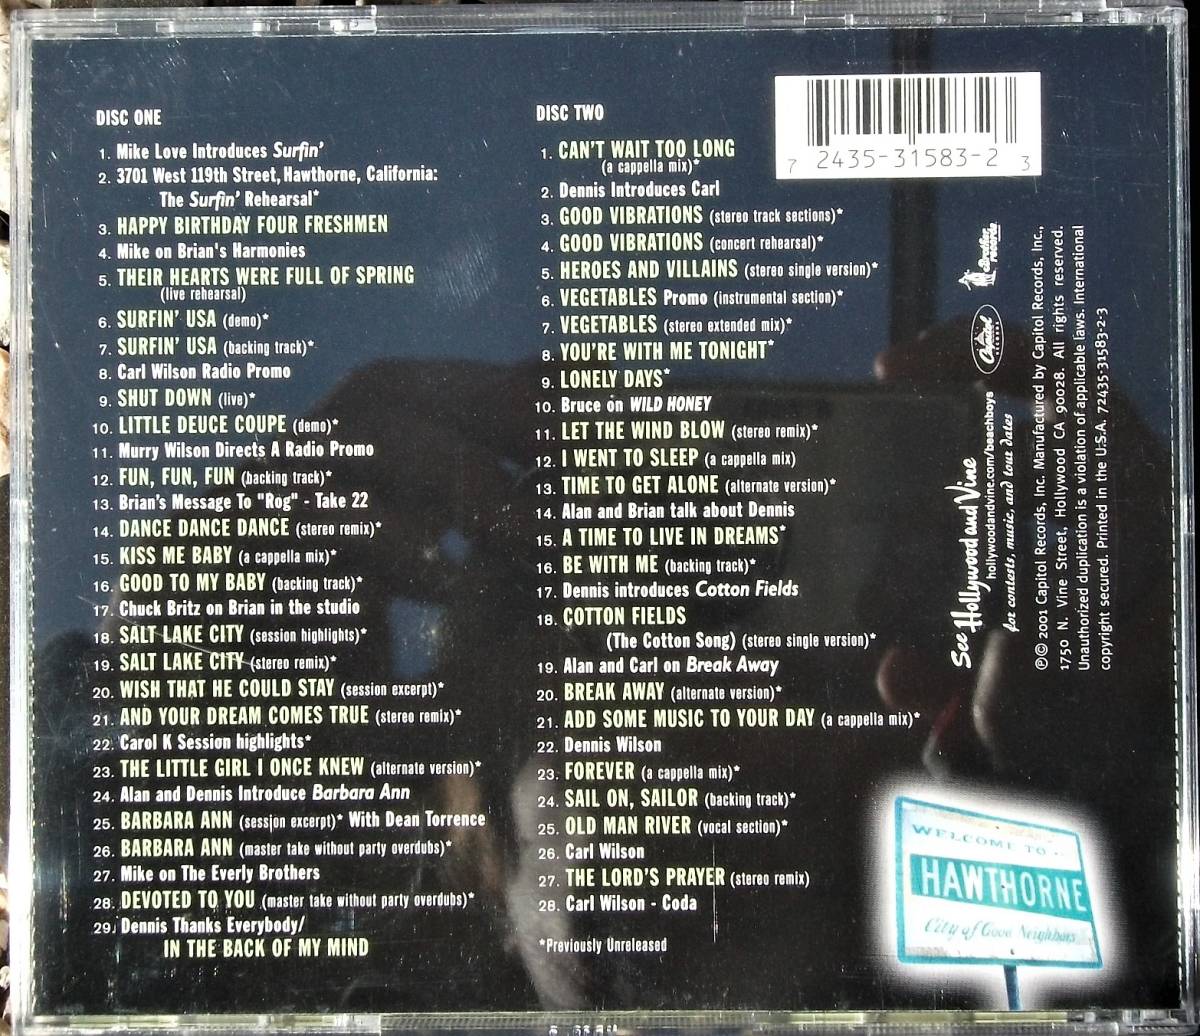 DISC ONE
1. Mike Love Introduces Surfin'
2. 3701 West 119th Street, Hawthorne, California:
The Surfin' Rehearsal*
3. HAPPY BIRTHDAY FOUR FRESHMEN
4. Mike on Brian's Harmonies
5. THEIR HEARTS WERE FULL OF SPRING
(live rehearsal)
6. SURFIN' USA (demo)*
7. SURFIN' USA (backing track)*
8. Carl Wilson Radio Promo
9. SHUT DOWN (live)*
10. LITTLE DEUCE COUPE (demo)*
11. Murry Wilson Directs A Radio Promo
12. FUN, FUN, FUN (backing track)*
13. Brian's Message To "Rog" - Take 22
14. DANCE DANCE DANCE (stereo remix)*
15. KISS ME BABY (a cappella mix)*
16. GOOD TO MY BABY (backing track)*
17. Chuck Britz on Brian in the studio
18. SALT LAKE CITY (session highlights)*
19. SALT LAKE CITY (stereo remix)*
20. WISH THAT HE COULD STAY (session excerpt)*
21. AND YOUR DREAM COMES TRUE (stereo remix)*
22. Carol K Session highlights*
23. THE LITTLE GIRL I ONCE KNEW (alternate version)*
24. Alan and Dennis Introduce Barbara Ann
25. BARBARA ANN (session excerpt)* With Dean Torrence
26. BARBARA ANN (master take without party overdubs)*
27. Mike on The Everly Brothers
28. DEVOTED TO YOU (master take without party overdubs)*
29. Dennis Thanks Everybody/
IN THE BACK OF MY MIND
DISC TWO
1. CAN'T WAIT TOO LONG
(a cappella mix)*
2. Dennis Introduces Carl
3. GOOD VIBRATIONS (stereo track sections)*
4. GOOD VIBRATIONS (concert rehearsal)*
5. HEROES AND VILLAINS (stereo single version)*
6. VEGETABLES Promo (instrumental section)*
7. VEGETABLES (stereo extended mix)*
8. YOU'RE WITH ME TONIGHT*
9. LONELY DAYS*
10. Bruce on WILD HONEY
11. LET THE WIND BLOW (stereo remix)*
12. I WENT TO SLEEP (a cappella mix)
13. TIME TO GET ALONE (alternate version)*
14. Alan and Brian talk about Dennis
15. A TIME TO LIVE IN DREAMS*
16. BE WITH ME (backing track)*
17. Dennis introduces Cotton Fields
18. COTTON FIELDS
(The Cotton Song) (stereo single version)*
19. Alan and Carl on Break Away
20. BREAK AWAY (alternate version)*
21. ADD SOME MUSIC TO YOUR DAY (a cappella mix)*
22. Dennis Wilson
23. FOREVER (a cappella mix)*
24. SAIL ON, SAILOR (backing track)*
25. OLD MAN RIVER (vocal section)*
26. Carl Wilson
27. THE LORD'S PRAYER (stereo remix)
28. Carl Wilson - Coda
*Previously Unreleased
7 2435-31583-2 3
Brother
records
Capitol
RECORDS
See Hollywood and Vine
hollywoodandvine.com/beachboys
for contests, music, and tour dates
℗© 2001 Capitol Records, Inc. Manufactured by Capitol Records, Inc.,
1750 N. Vine Street, Hollywood CA 90028. All rights reserved.
Unauthorized duplication is a violation of applicable laws. International
copyright secured. Printed in the U.S.A. 72435-31583-2-3
WELCOME TO
HAWTHORNE
City of Good Neighbors